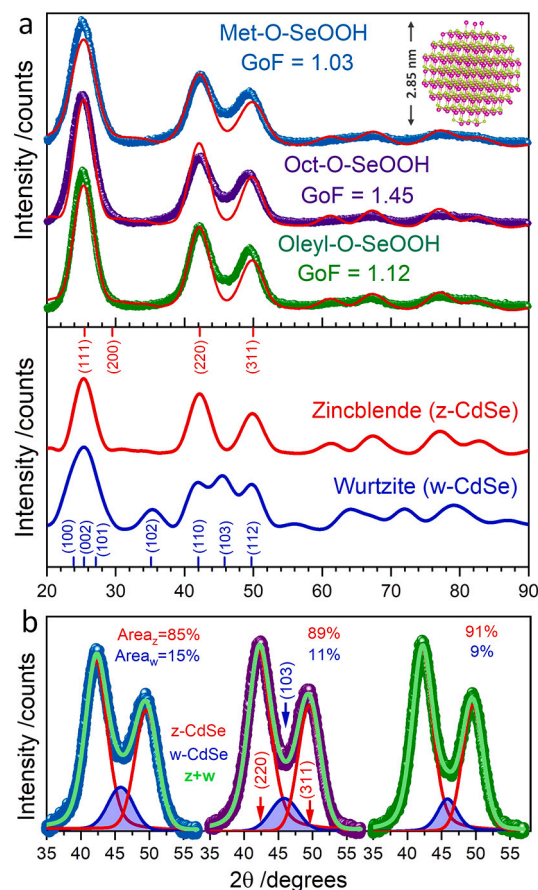 a
Met-O-SeOOH
GoF = 1.03
2.85 nm
Oct-O-SeOOH
GoF = 1.45
Oleyl-O-SeOOH
GoF = 1.12
Intensity /counts
(111)
(200)
(220)
(311)
Zincblende (z-CdSe)
Wurtzite (w-CdSe)
Intensity /counts
(100)
(002)
(101)
(102)
(110)
(103)
(112)
20 30 40 50 60 70 80 90
b
Area_z=85%
Area_w=15%
89%
11%
91%
9%
z-CdSe
w-CdSe
z+w
(103)
(220)
(311)
Intensity /counts
35 40 45 50 55 35 40 45 50 55 35 40 45 50 55
2θ /degrees